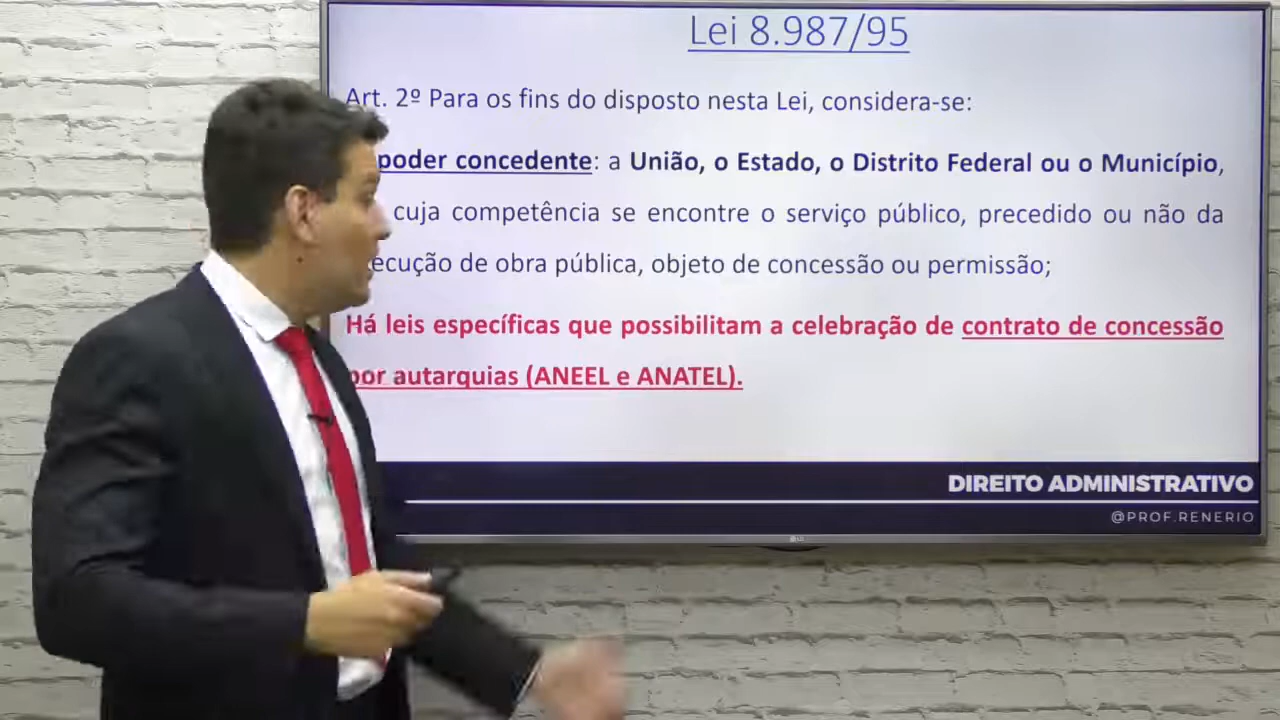 Lei 8.987/95
Art. 2º Para os fins do disposto nesta Lei, considera-se:
poder concedente: a União, o Estado, o Distrito Federal ou o Município,
cuja competência se encontre o serviço público, precedido ou não da
ecução de obra pública, objeto de concessão ou permissão;
Há leis específicas que possibilitam a celebração de contrato de concessão
por autarquias (ANEEL e ANATEL).
DIREITO ADMINISTRATIVO
@PROF.RENERIO
LG